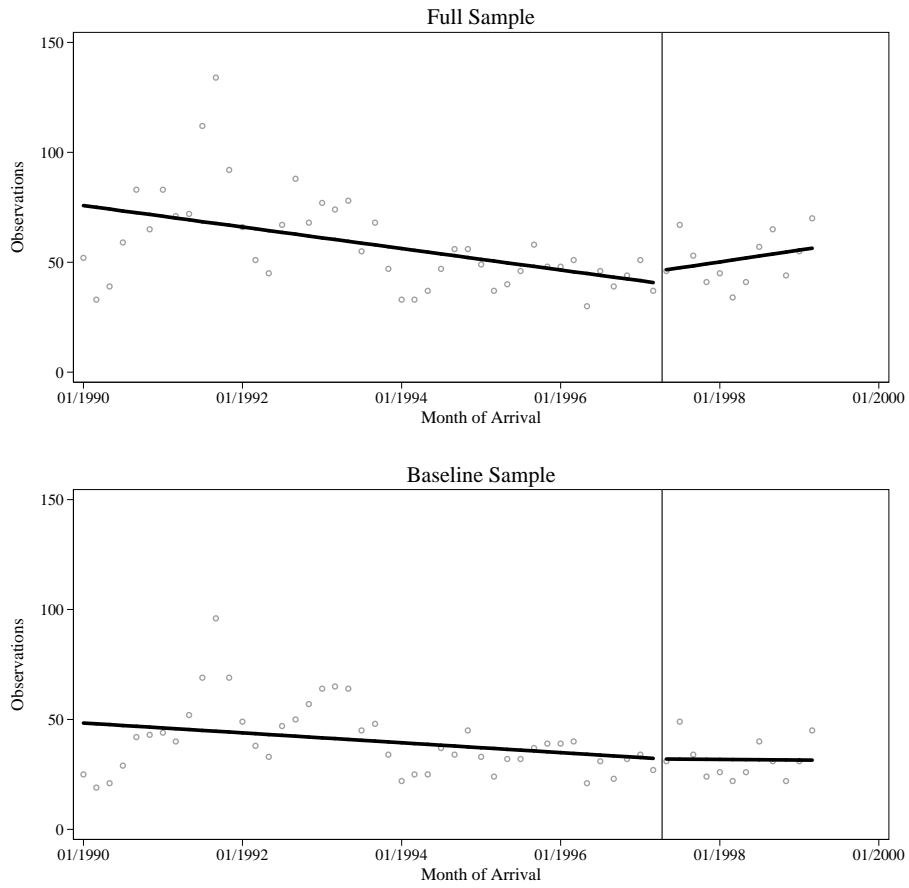 Full Sample
150
100
50
0
Observations
01/1990 01/1992 01/1994 01/1996 01/1998 01/2000
Month of Arrival
Baseline Sample
150
100
50
0
Observations
01/1990 01/1992 01/1994 01/1996 01/1998 01/2000
Month of Arrival